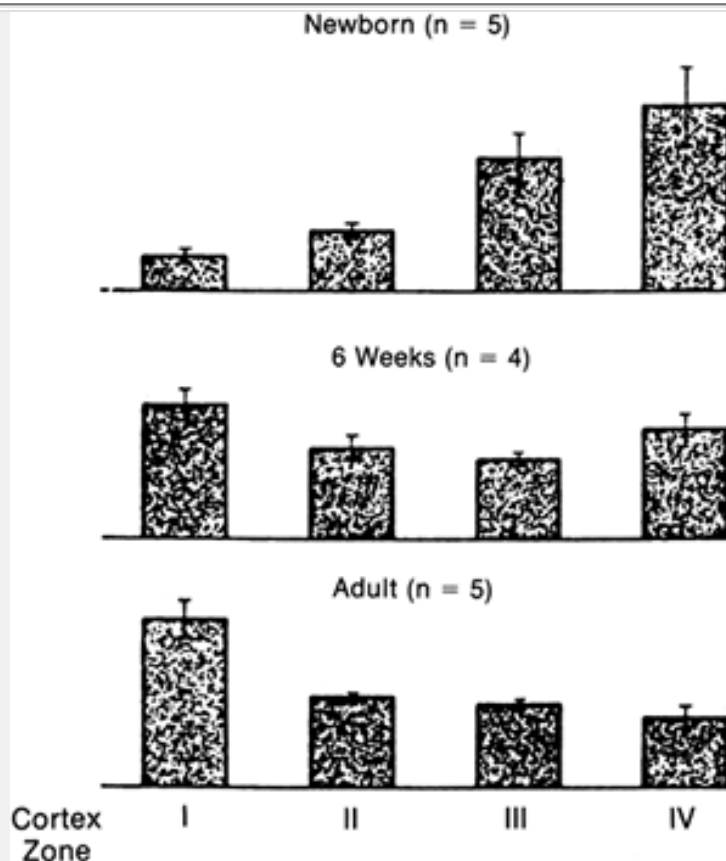 Newborn (n = 5)
6 Weeks (n = 4)
Adult (n = 5)
Cortex Zone I II III IV